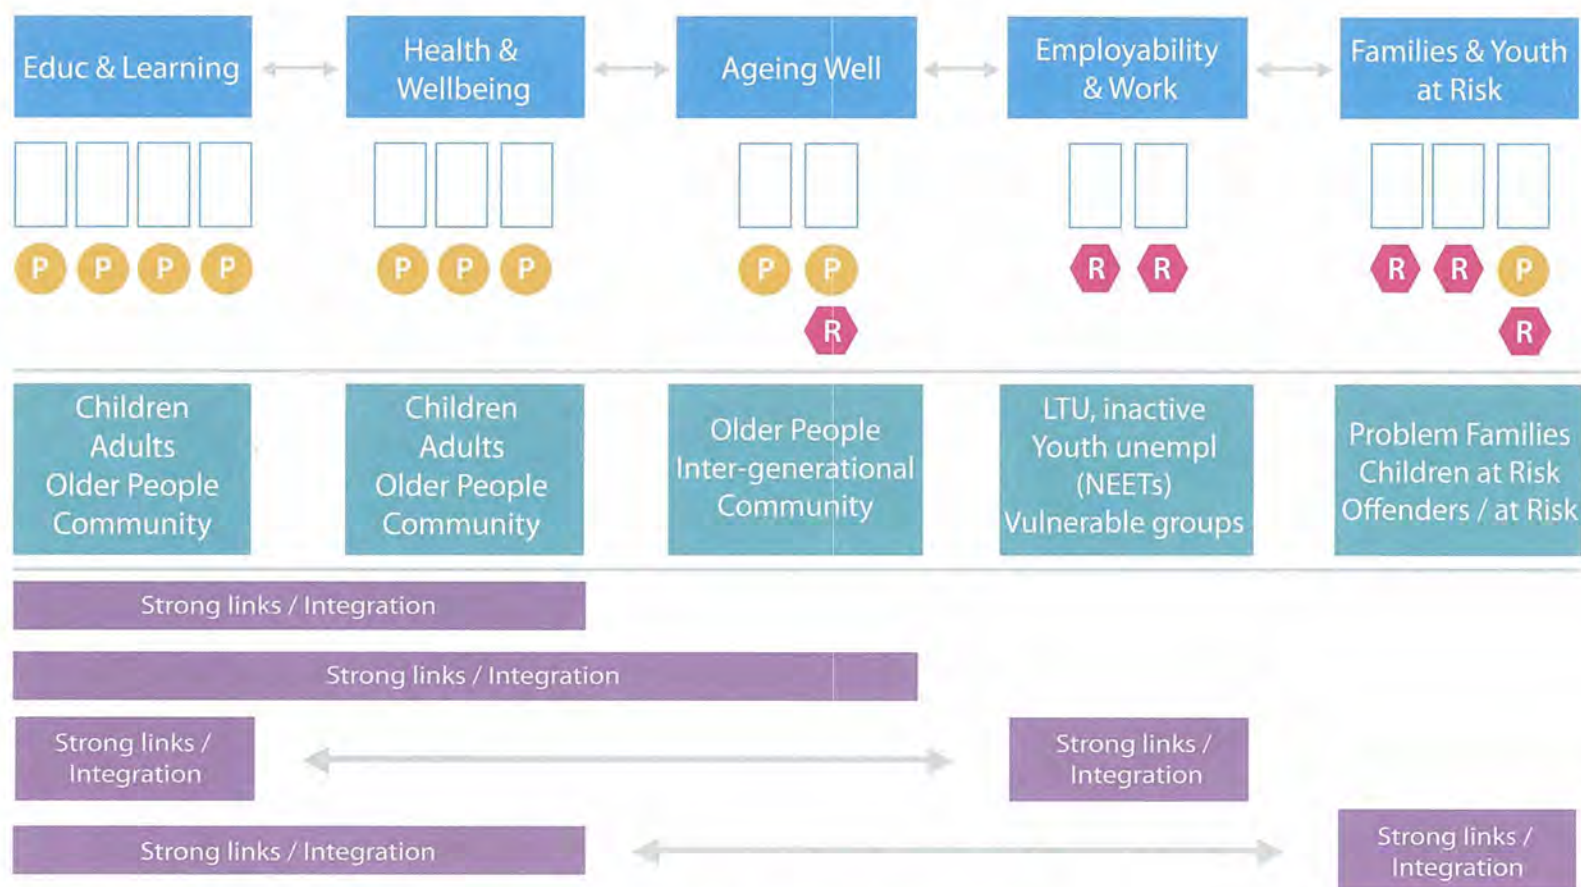 Educ & Learning
Health &
Wellbeing
Ageing Well
Employability
& Work
Families & Youth
at Risk
P P P P
P P P
P P
R
R R
R R P
R
Children
Adults
Older People
Community
Children
Adults
Older People
Community
Older People
Inter-generational
Community
LTU, inactive
Youth unempl
(NEETs)
Vulnerable groups
Problem Families
Children at Risk
Offenders / at Risk
Strong links / Integration
Strong links / Integration
Strong links /
Integration
Strong links /
Integration
Strong links / Integration
Strong links /
Integration